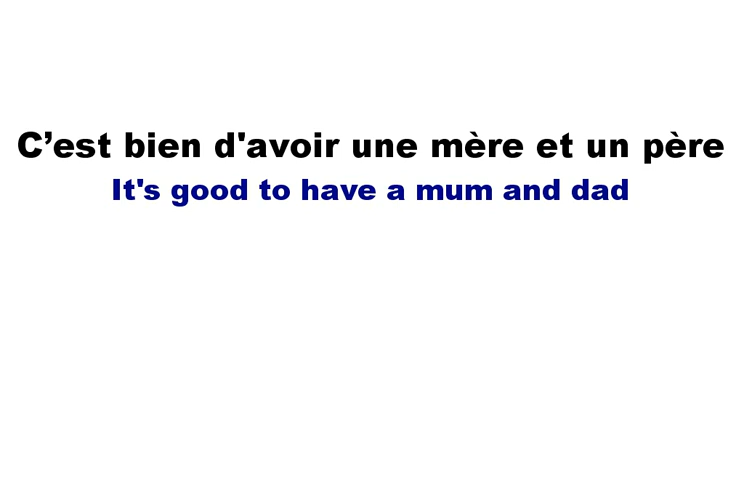 C’est bien d'avoir une mère et un père
It's good to have a mum and dad